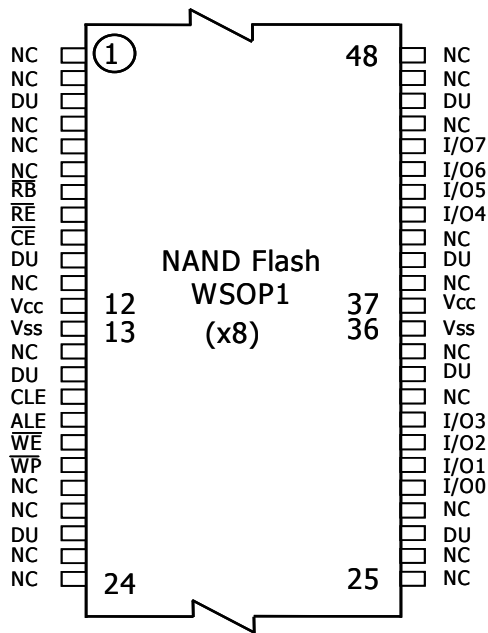 NC 1 48 NC
NC NC
DU DU
NC NC
NC I/O7
NC I/O6
RB I/O5
RE I/O4
CE NC
DU DU
NC NC
NAND Flash
WSOP1
(x8)
Vcc 12 37 Vcc
Vss 13 36 Vss
NC NC
DU DU
CLE NC
ALE I/O3
WE I/O2
WP I/O1
NC I/O0
NC NC
DU DU
NC NC
NC 24 25 NC